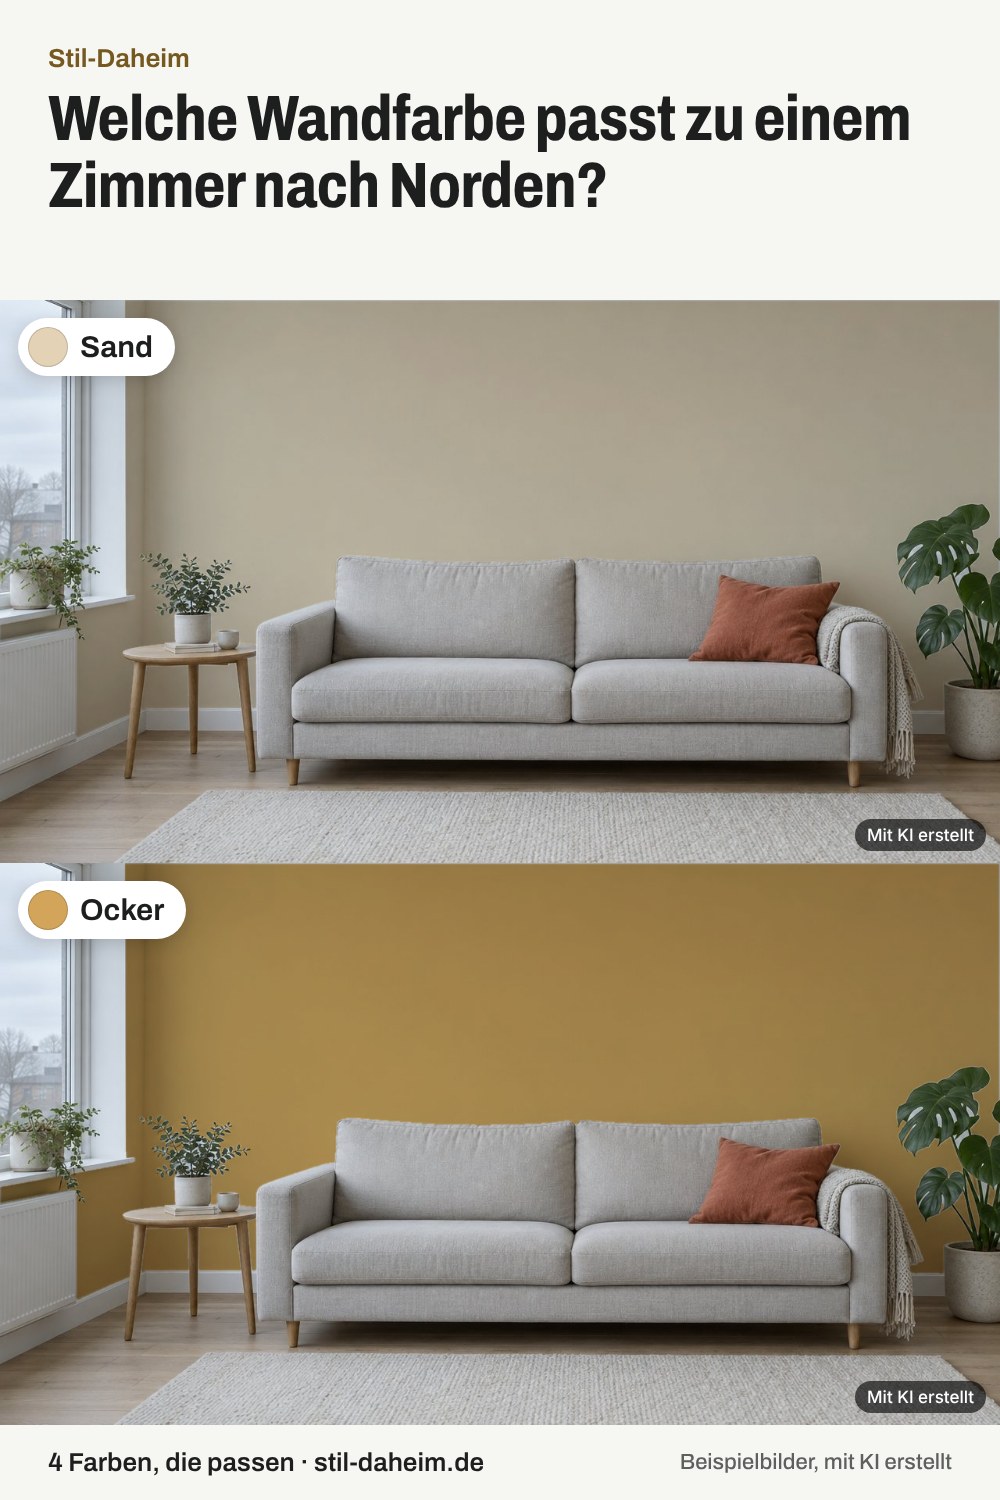 Stil-Daheim
Welche Wandfarbe passt zu einem
Zimmer nach Norden?
Sand
Mit KI erstellt
Ocker
Mit KI erstellt
4 Farben, die passen · stil-daheim.de
Beispielbilder, mit KI erstellt